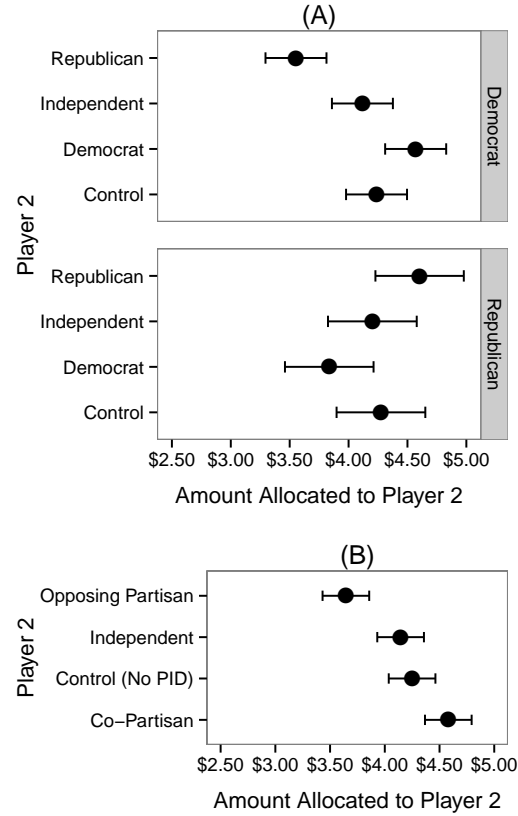 (A)
Player 2
Republican
Independent
Democrat
Control
Democrat
Republican
Independent
Democrat
Control
Republican
$2.50 $3.00 $3.50 $4.00 $4.50 $5.00
Amount Allocated to Player 2
(B)
Player 2
Opposing Partisan
Independent
Control (No PID)
Co−Partisan
$2.50 $3.00 $3.50 $4.00 $4.50 $5.00
Amount Allocated to Player 2